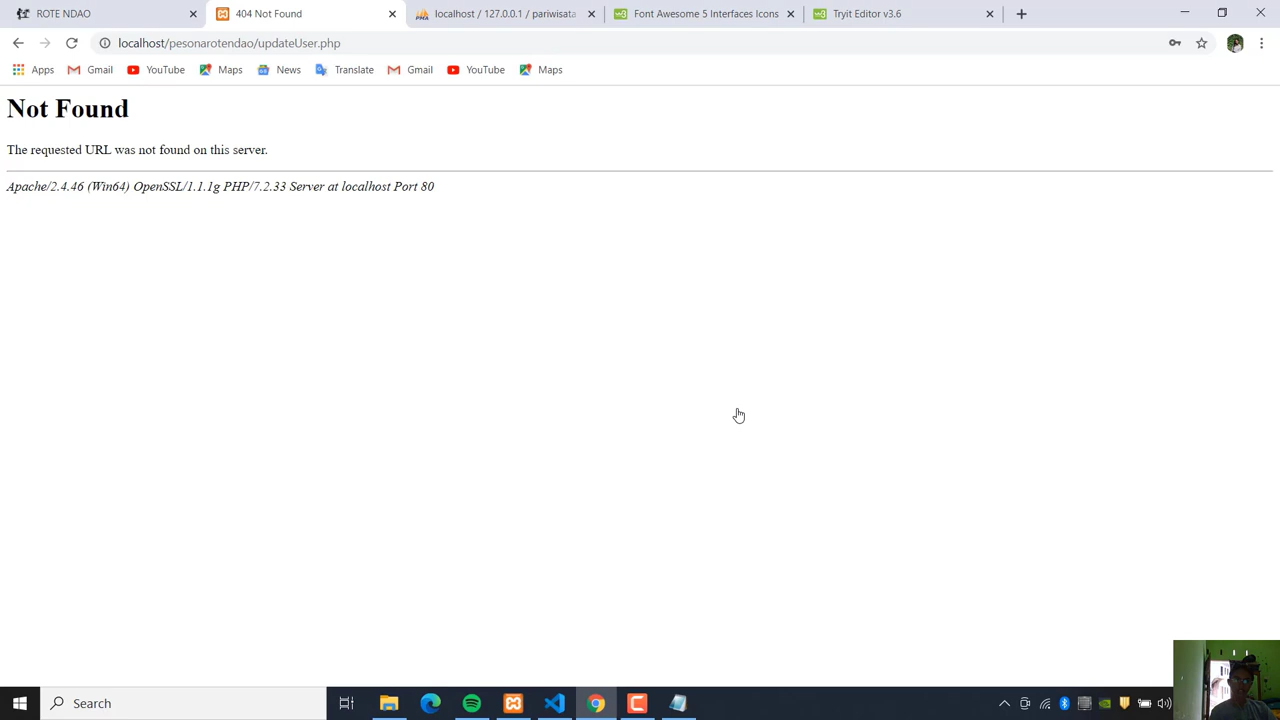 ROTE NDAO
404 Not Found
localhost / 127.0.0.1 / pariwisata
Font Awesome 5 Interfaces Icons
Tryit Editor v3.6
localhost/pesonarotendao/updateUser.php
Apps Gmail YouTube Maps News Translate Gmail YouTube Maps
Not Found
The requested URL was not found on this server.
Apache/2.4.46 (Win64) OpenSSL/1.1.1g PHP/7.2.33 Server at localhost Port 80
Search